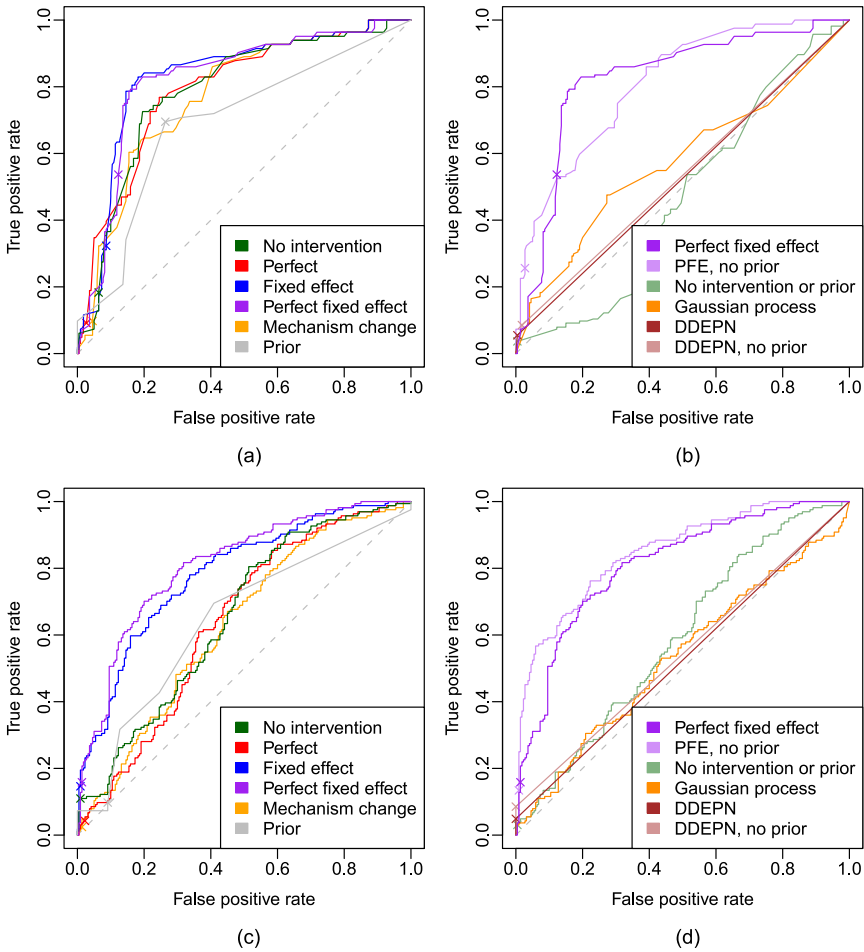 True positive rate
0.0 0.2 0.4 0.6 0.8 1.0
No intervention
Perfect
Fixed effect
Perfect fixed effect
Mechanism change
Prior
0.0 0.2 0.4 0.6 0.8 1.0
False positive rate
(a)
True positive rate
0.0 0.2 0.4 0.6 0.8 1.0
Perfect fixed effect
PFE, no prior
No intervention or prior
Gaussian process
DDEPN
DDEPN, no prior
0.0 0.2 0.4 0.6 0.8 1.0
False positive rate
(b)
True positive rate
0.0 0.2 0.4 0.6 0.8 1.0
No intervention
Perfect
Fixed effect
Perfect fixed effect
Mechanism change
Prior
0.0 0.2 0.4 0.6 0.8 1.0
False positive rate
(c)
True positive rate
0.0 0.2 0.4 0.6 0.8 1.0
Perfect fixed effect
PFE, no prior
No intervention or prior
Gaussian process
DDEPN
DDEPN, no prior
0.0 0.2 0.4 0.6 0.8 1.0
False positive rate
(d)